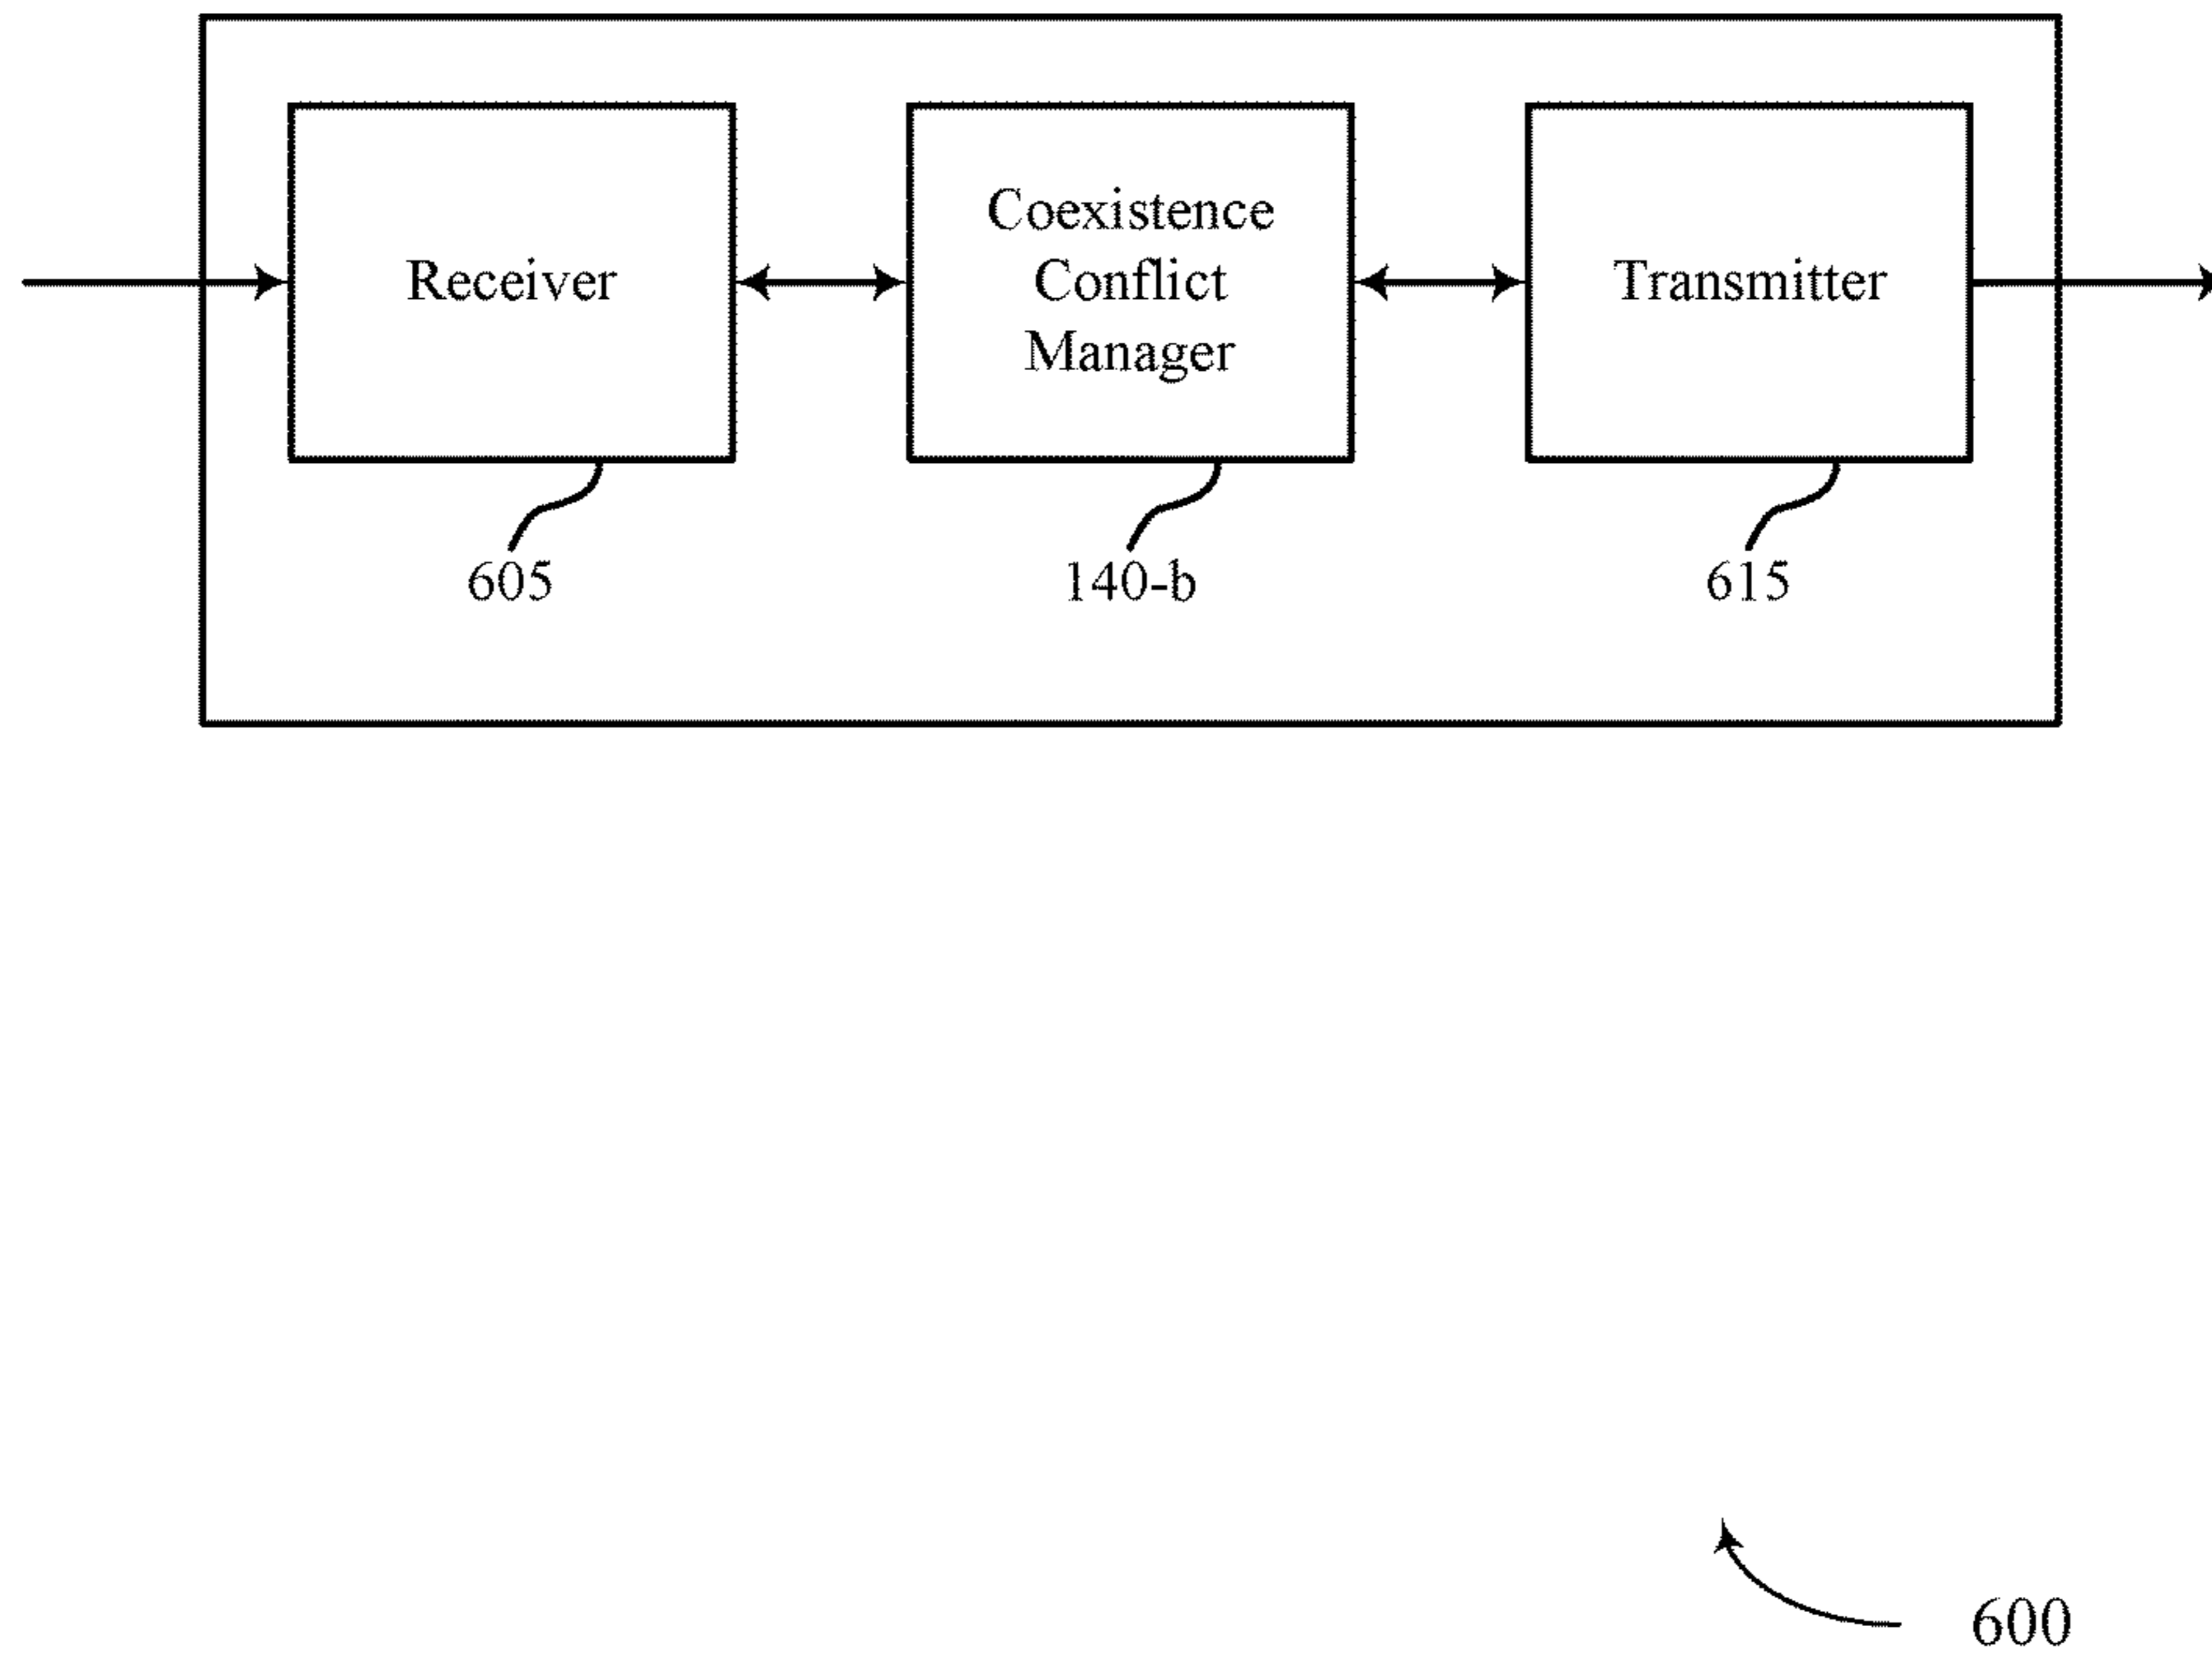 Receiver
Coexistence
Conflict
Manager
Transmitter
605
140-b
615
600